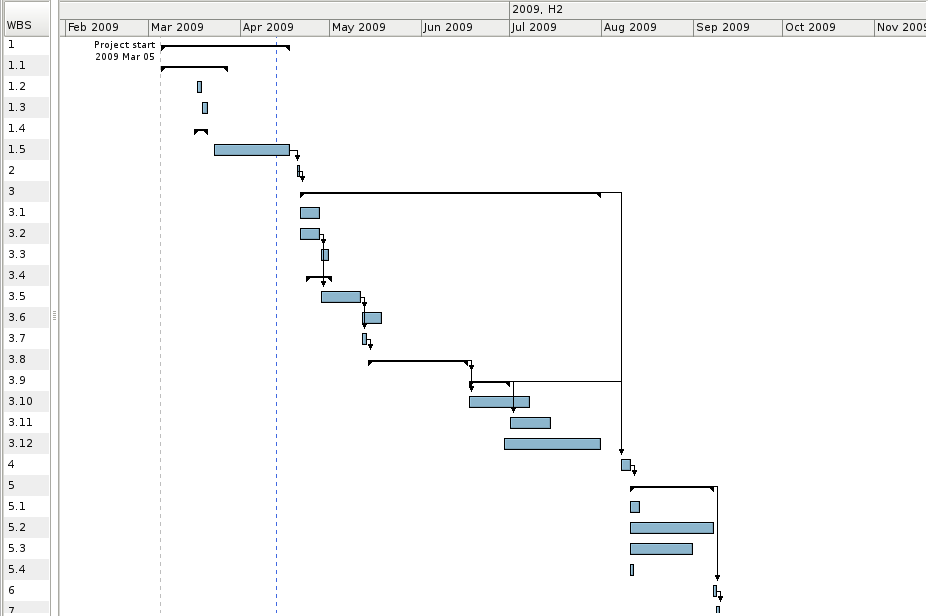 2009, H2
WBS
Feb 2009
Mar 2009
Apr 2009
May 2009
Jun 2009
Jul 2009
Aug 2009
Sep 2009
Oct 2009
Nov 2009
Project start
2009 Mar 05
1
1.1
1.2
1.3
1.4
1.5
2
3
3.1
3.2
3.3
3.4
3.5
3.6
3.7
3.8
3.9
3.10
3.11
3.12
4
5
5.1
5.2
5.3
5.4
6
7